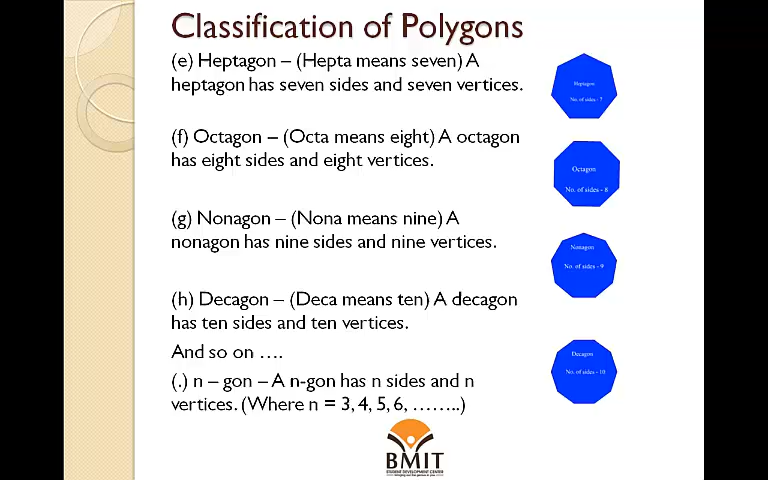 Classification of Polygons
(e) Heptagon – (Hepta means seven) A
heptagon has seven sides and seven vertices.
Heptagon
No. of sides - 7
(f) Octagon – (Octa means eight) A octagon
has eight sides and eight vertices.
Octagon
No. of sides - 8
(g) Nonagon – (Nona means nine) A
nonagon has nine sides and nine vertices.
Nonagon
No. of sides - 9
(h) Decagon – (Deca means ten) A decagon
has ten sides and ten vertices.
Decagon
No. of sides - 10
And so on ….
(.) n – gon – A n-gon has n sides and n
vertices. (Where n = 3, 4, 5, 6, ……..)
BMIT
STUDENT DEVELOPMENT CENTER